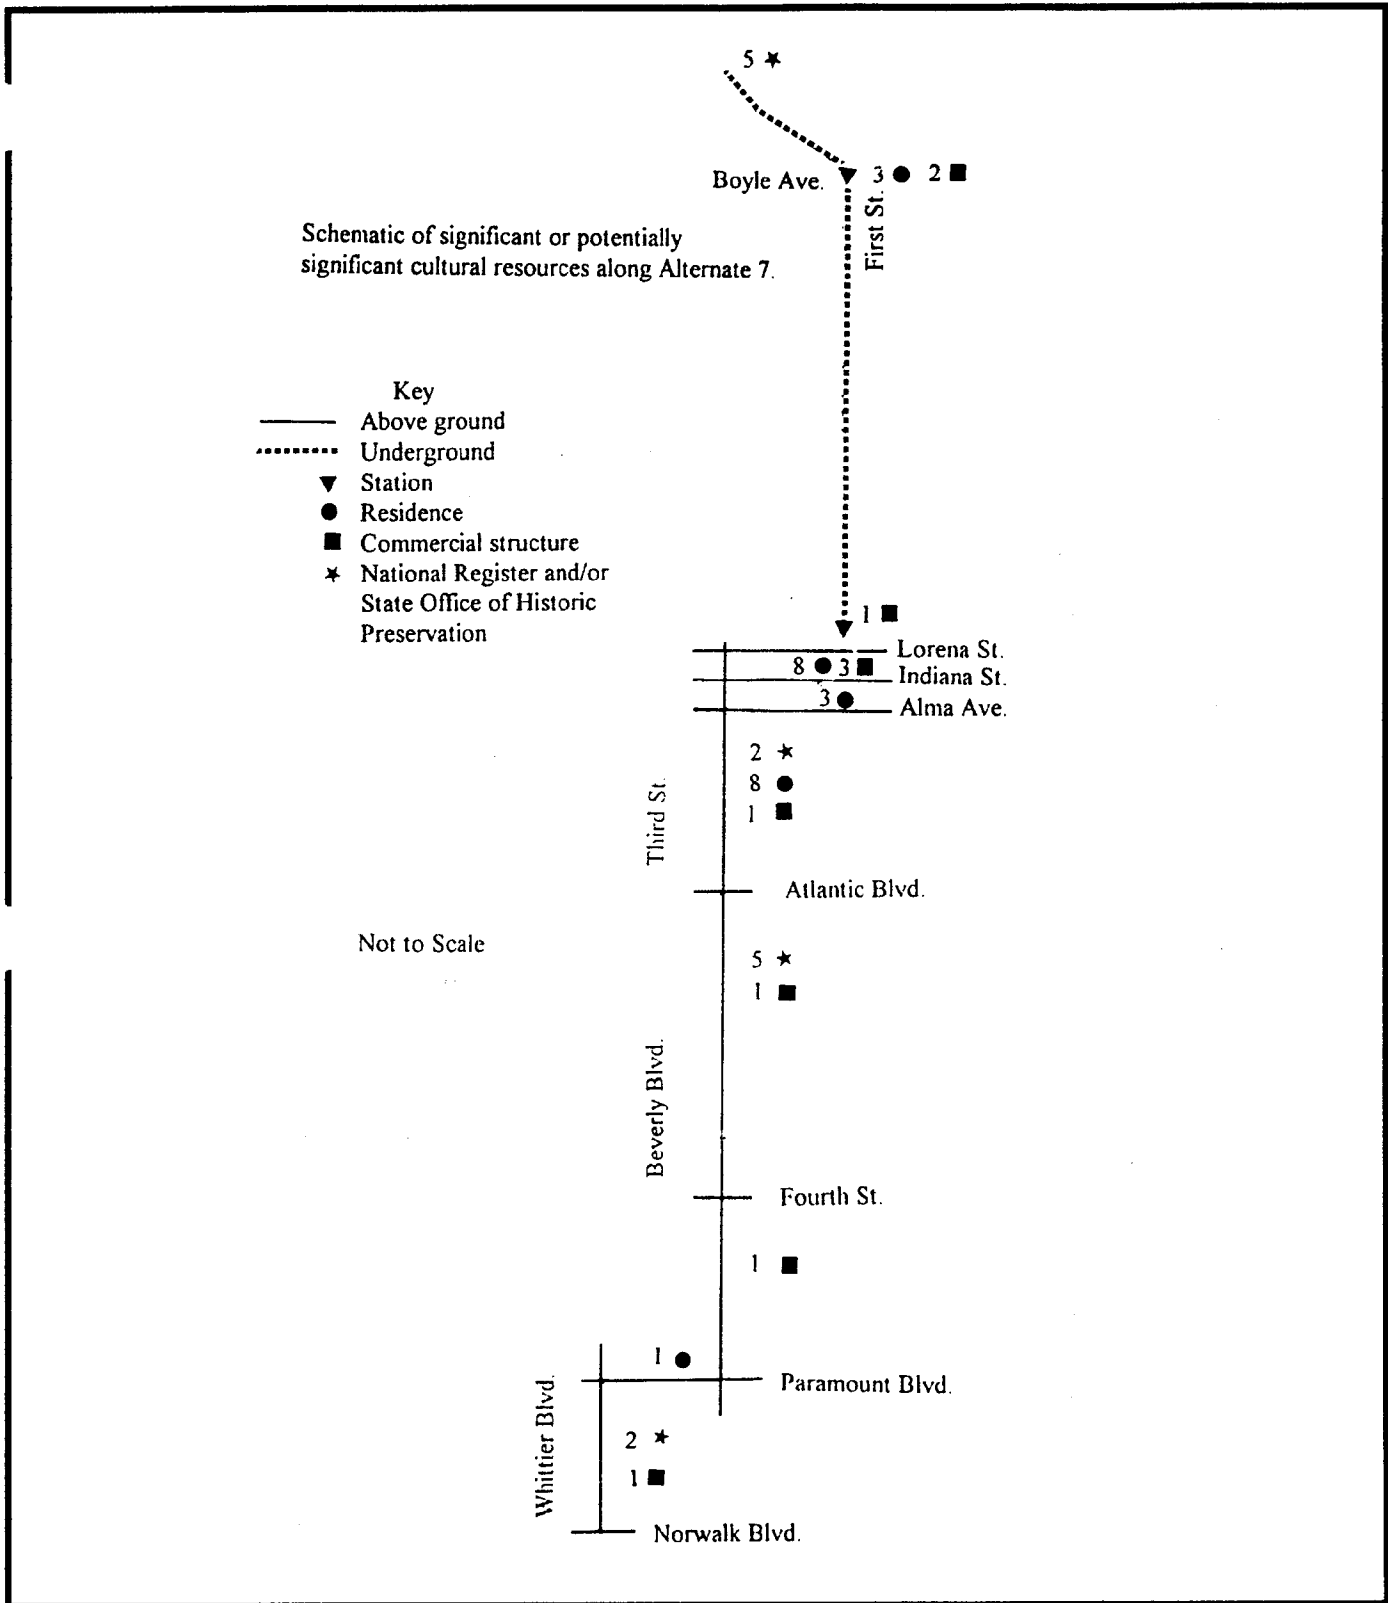 5
Boyle Ave.
3 2
First St.
Schematic of significant or potentially
significant cultural resources along Alternate 7.
Key
Above ground
Underground
Station
Residence
Commercial structure
National Register and/or
State Office of Historic
Preservation
1
Lorena St.
8 3
Indiana St.
3
Alma Ave.
2
8
1
Third St.
Atlantic Blvd.
Not to Scale
5
1
Beverly Blvd.
Fourth St.
1
1
Paramount Blvd.
Whittier Blvd.
2
1
Norwalk Blvd.